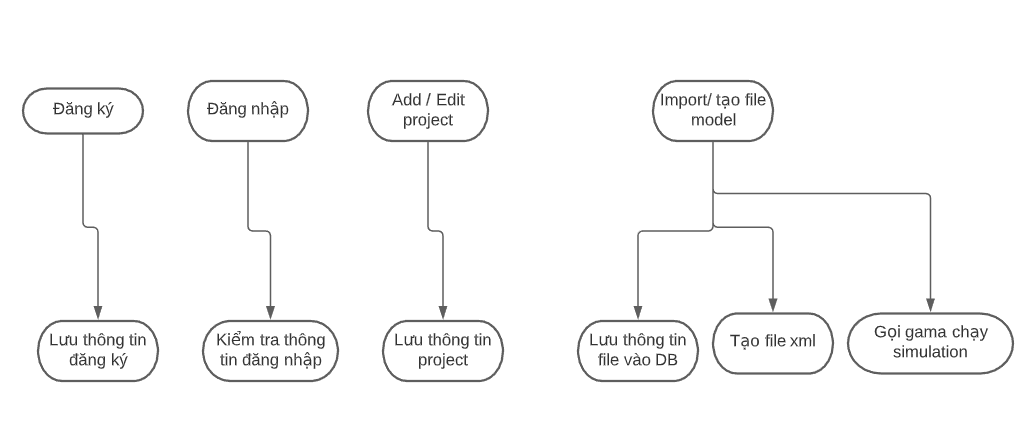 Đăng ký
Đăng nhập
Add / Edit
project
Import/ tạo file
model
Lưu thông tin
đăng ký
Kiểm tra thông
tin đăng nhập
Lưu thông tin
project
Lưu thông tin
file vào DB
Tạo file xml
Gọi gama chạy
simulation